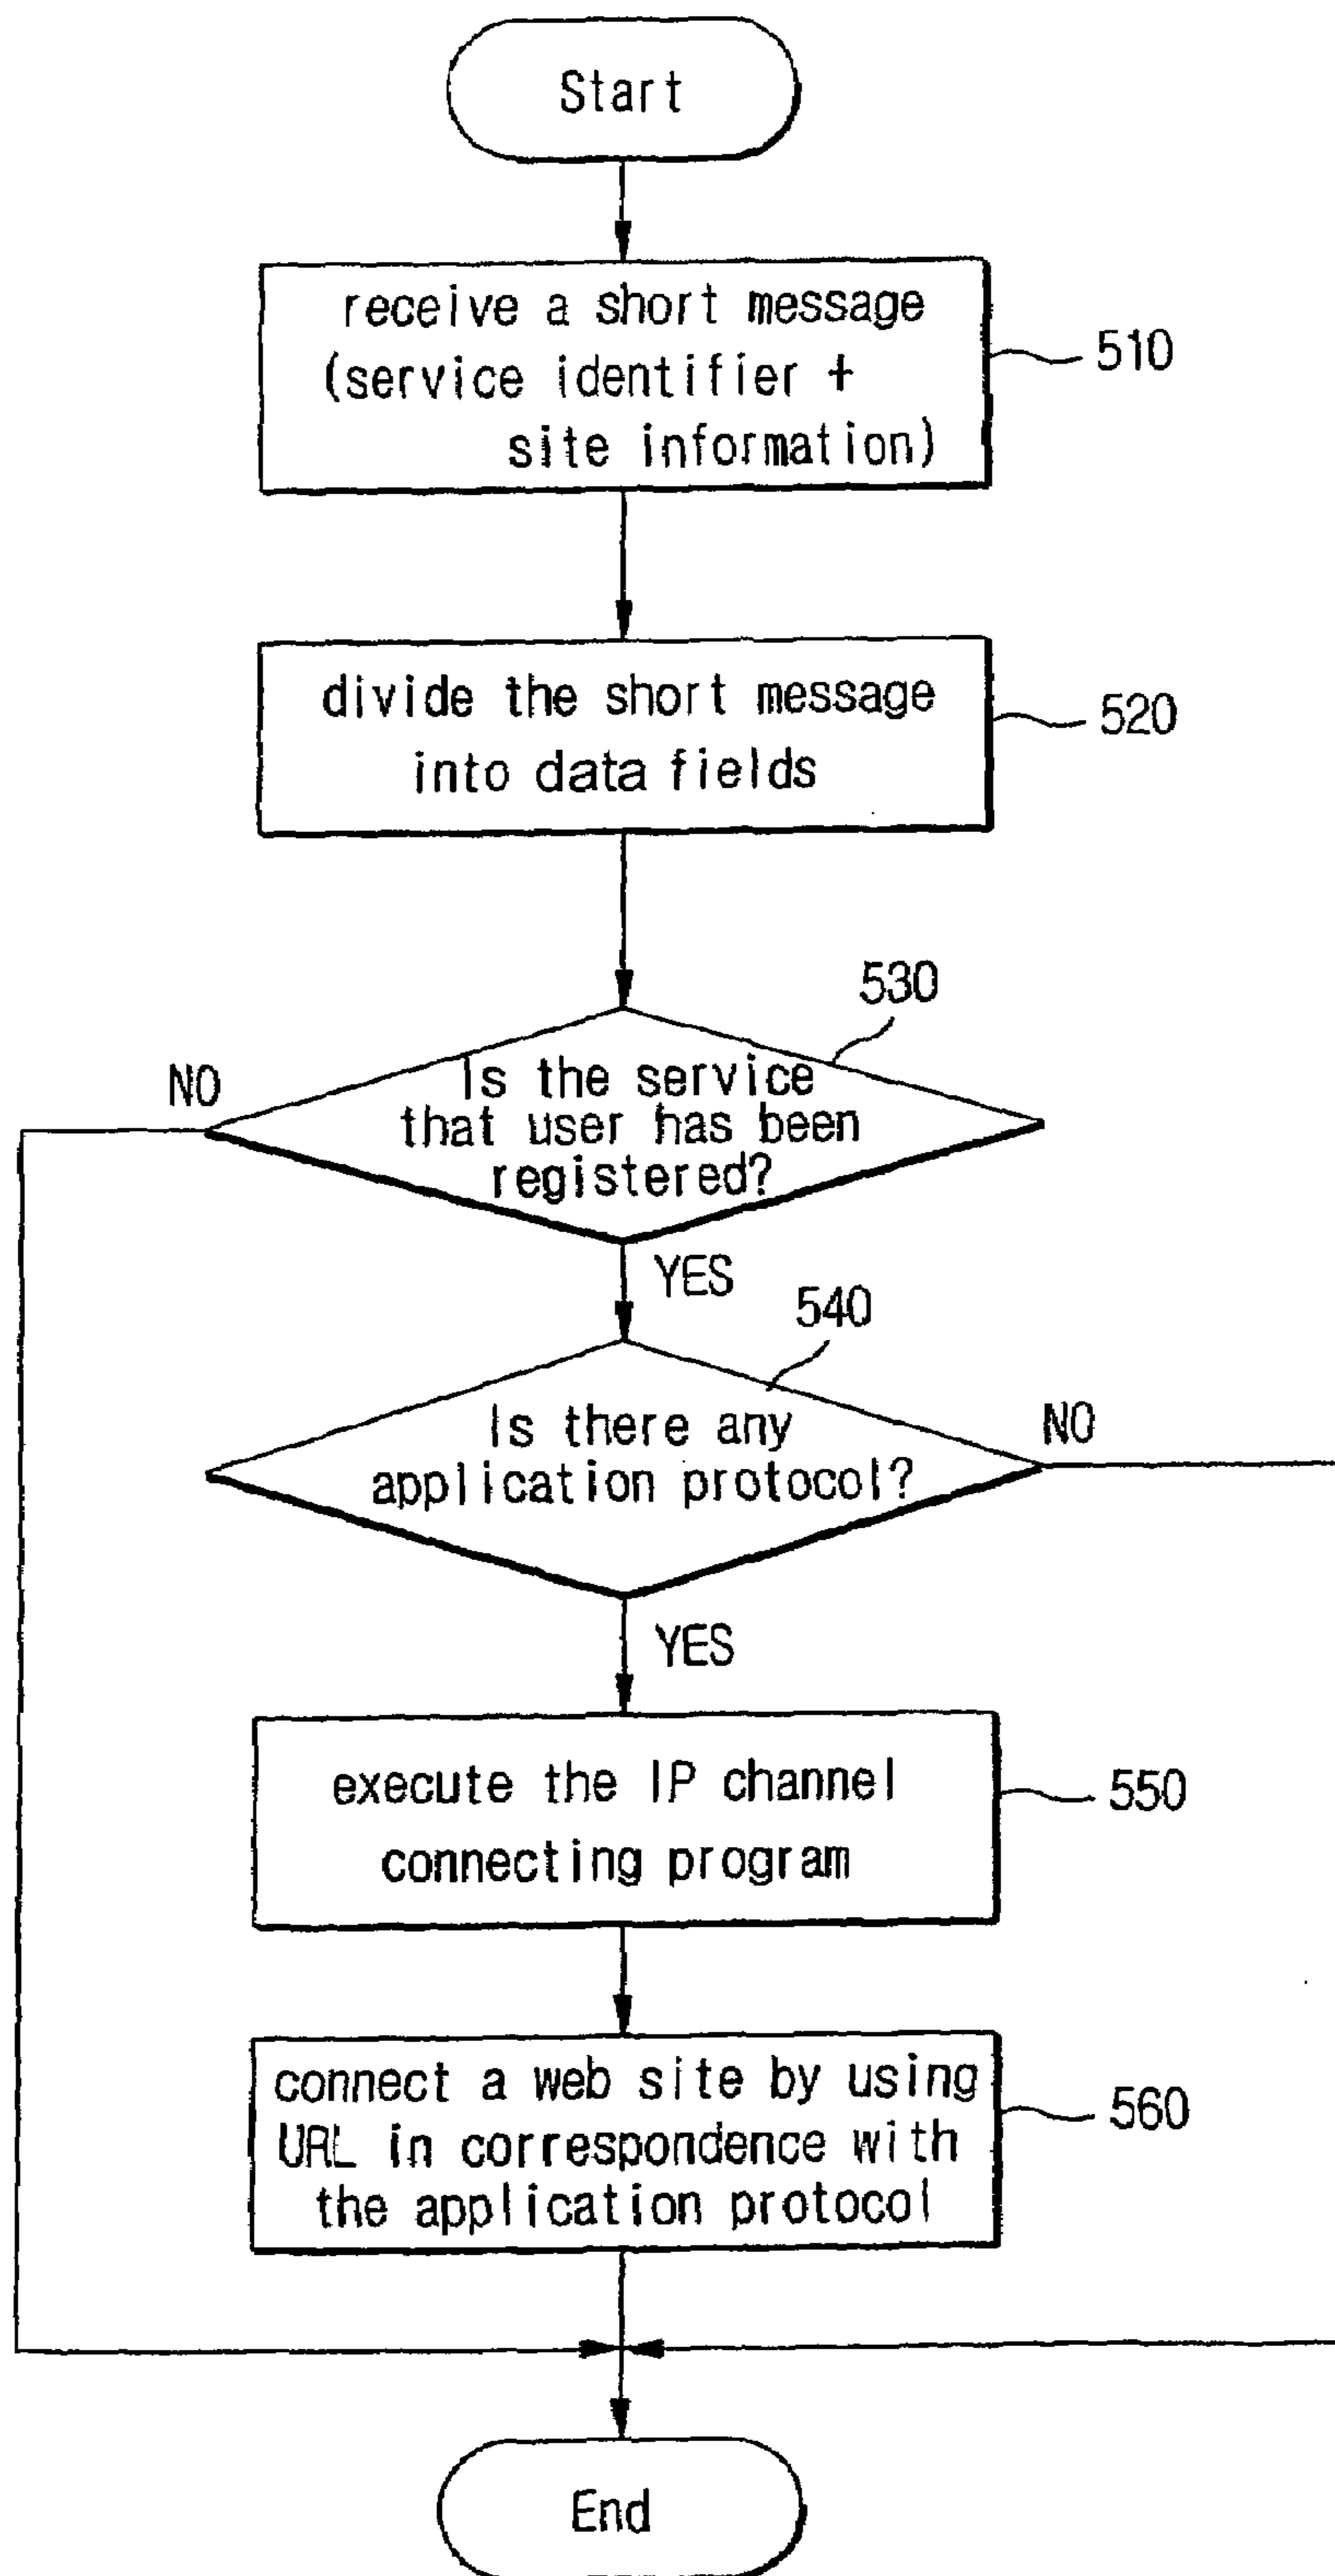 Start
receive a short message
(service identifier +
site information)
510
divide the short message
into data fields
520
530
NO
Is the service
that user has been
registered?
YES
540
Is there any
application protocol?
NO
YES
execute the IP channel
connecting program
550
connect a web site by using
URL in correspondence with
the application protocol
560
End